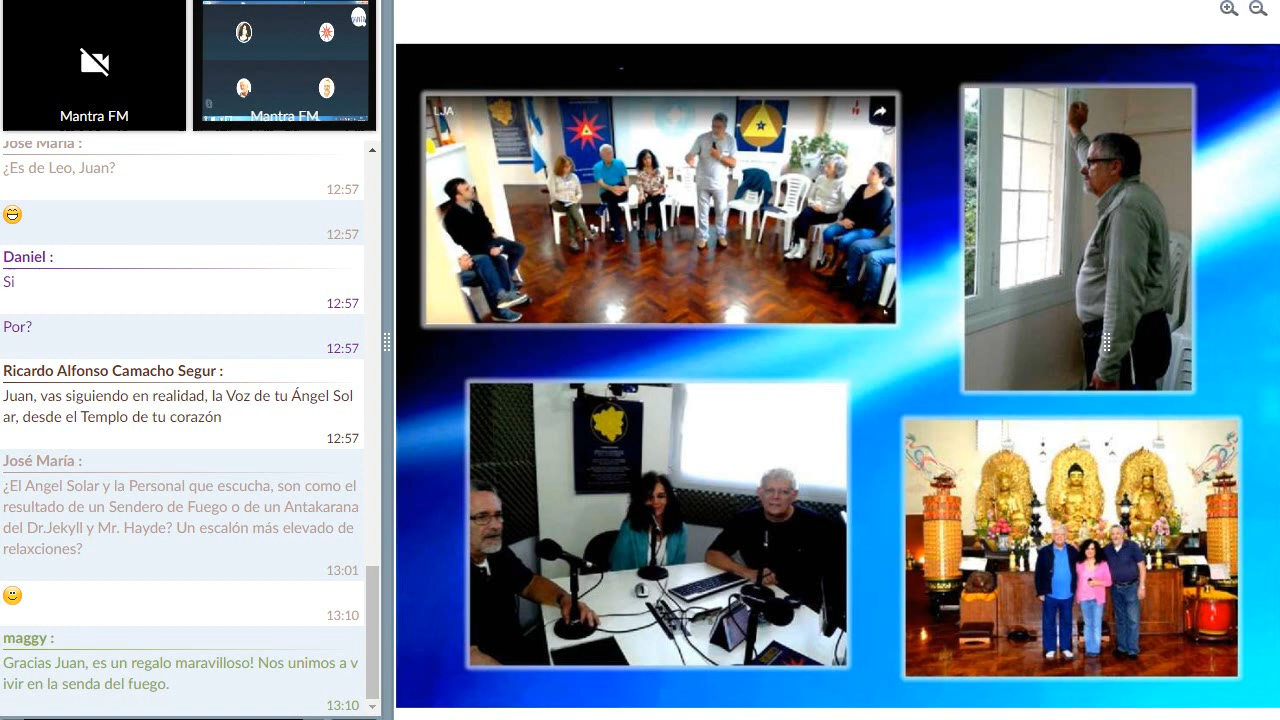 Mantra FM
Mantra FM
José María :
¿Es de Leo, Juan?
12:57
12:57
Daniel :
Si
12:57
Por?
12:57
Ricardo Alfonso Camacho Segur :
Juan, vas siguiendo en realidad, la Voz de tu Ángel Sol
ar, desde el Templo de tu corazón
12:57
José María :
¿El Angel Solar y la Personal que escucha, son como el
resultado de un Sendero de Fuego o de un Antakarana
del Dr.Jekyll y Mr. Hayde? Un escalón más elevado de
relaxciones?
13:01
13:10
maggy :
Gracias Juan, es un regalo maravilloso! Nos unimos a v
ivir en la senda del fuego.
13:10
LJA